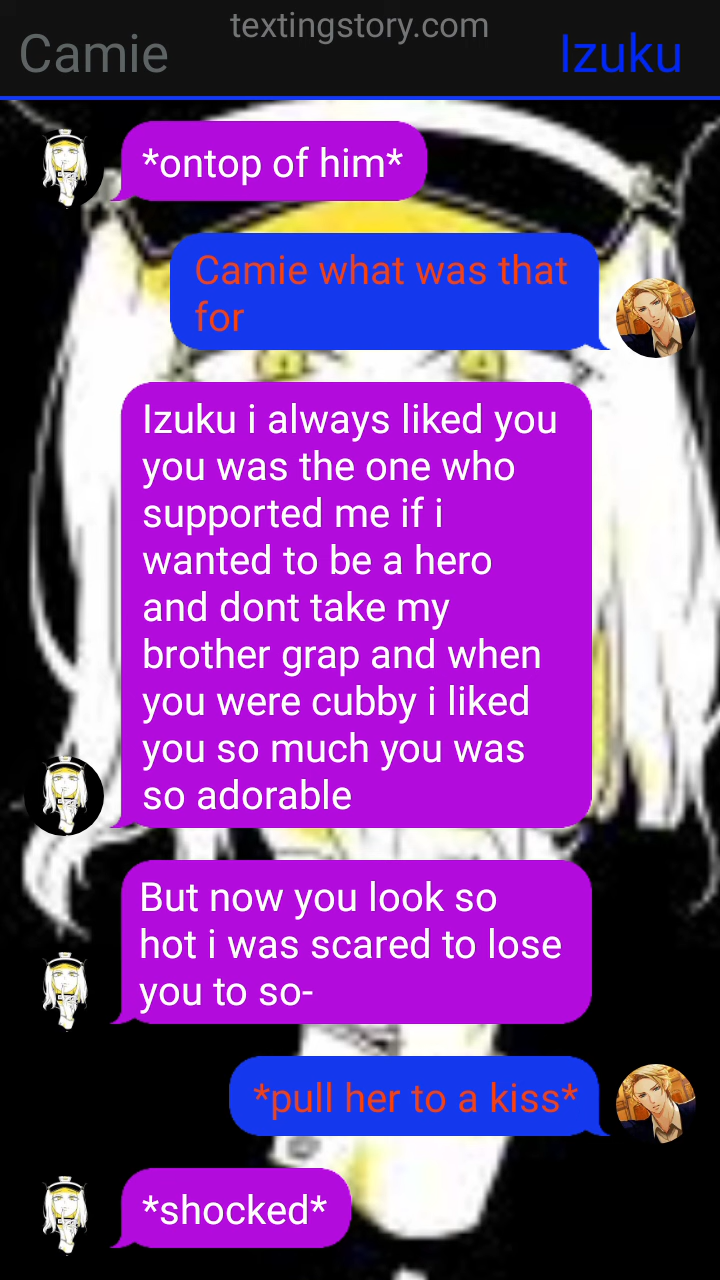 textingstory.com
Camie
Izuku
*ontop of him*
Camie what was that
for
Izuku i always liked you
you was the one who
supported me if i
wanted to be a hero
and dont take my
brother grap and when
you were cubby i liked
you so much you was
so adorable
But now you look so
hot i was scared to lose
you to so-
*pull her to a kiss*
*shocked*